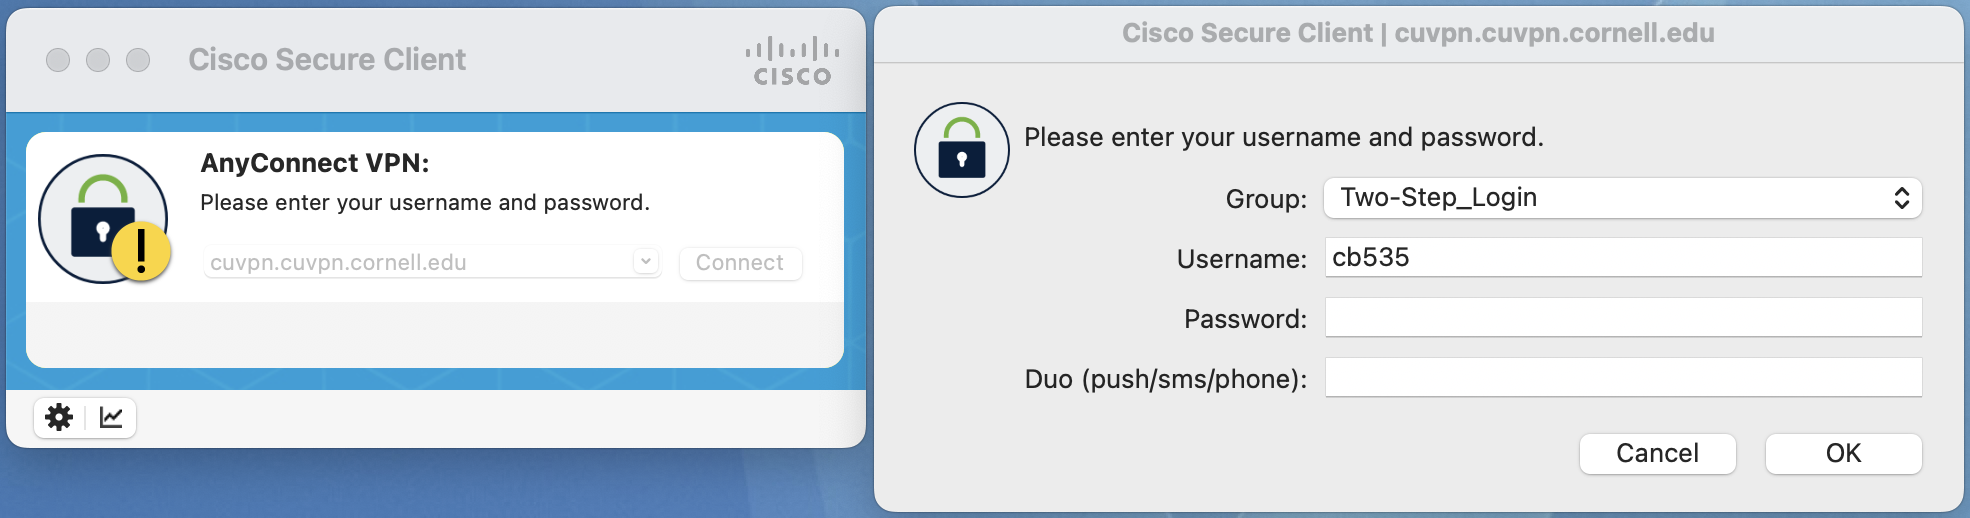 Cisco Secure Client
CISCO
AnyConnect VPN:
Please enter your username and password.
cuvpn.cuvpn.cornell.edu
Connect
Cisco Secure Client | cuvpn.cuvpn.cornell.edu
Please enter your username and password.
Group: Two-Step_Login
Username: cb535
Password:
Duo (push/sms/phone):
Cancel
OK